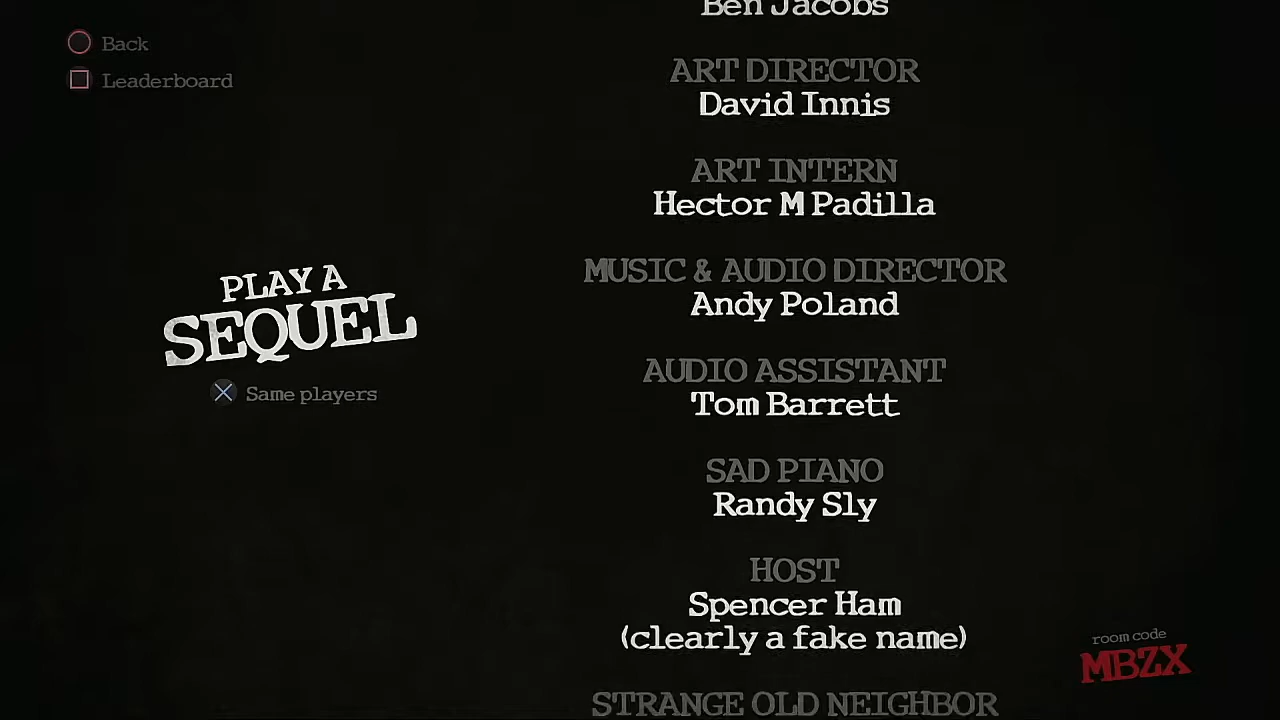 Back
Leaderboard
PLAY A
SEQUEL
Same players
Ben Jacobs
ART DIRECTOR
David Innis
ART INTERN
Hector M Padilla
MUSIC & AUDIO DIRECTOR
Andy Poland
AUDIO ASSISTANT
Tom Barrett
SAD PIANO
Randy Sly
HOST
Spencer Ham
(clearly a fake name)
STRANGE OLD NEIGHBOR
room code
MBZX